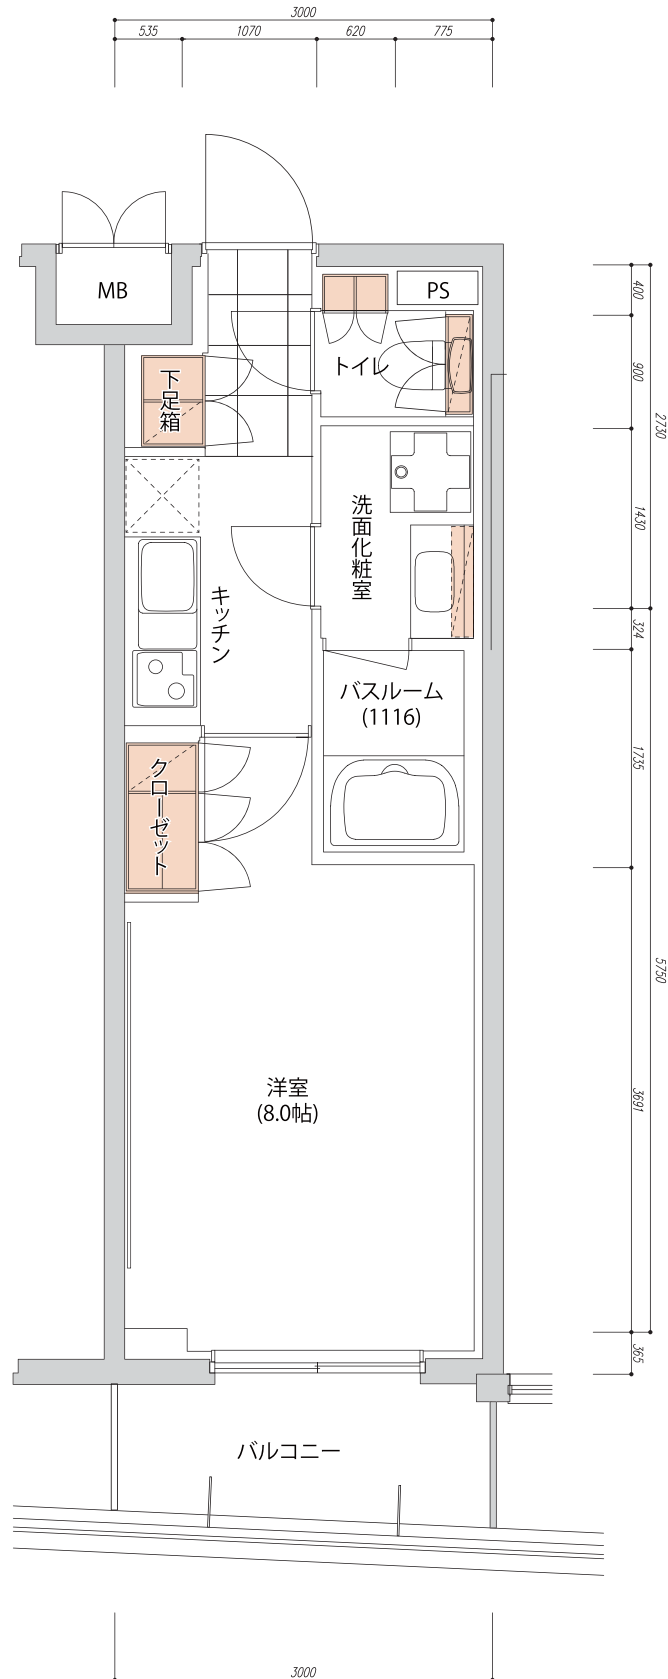 3000
535
1070
620
775
MB
PS
400
トイレ
900
下足箱
2730
1430
洗面化粧室
キッチン
324
バスルーム
(1116)
1735
クローゼット
5750
洋室
(8.0帖)
3691
365
バルコニー
3000